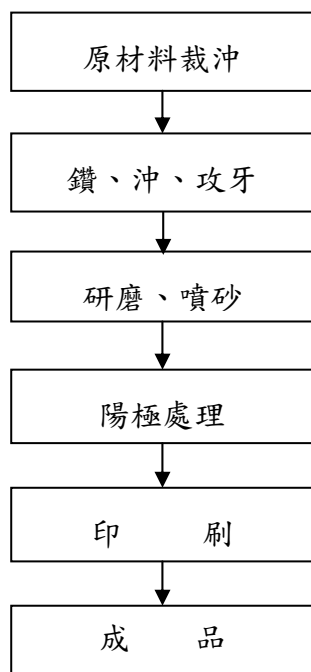 原材料裁沖
鑽、沖、攻牙
研磨、噴砂
陽極處理
印　　刷
成　　品